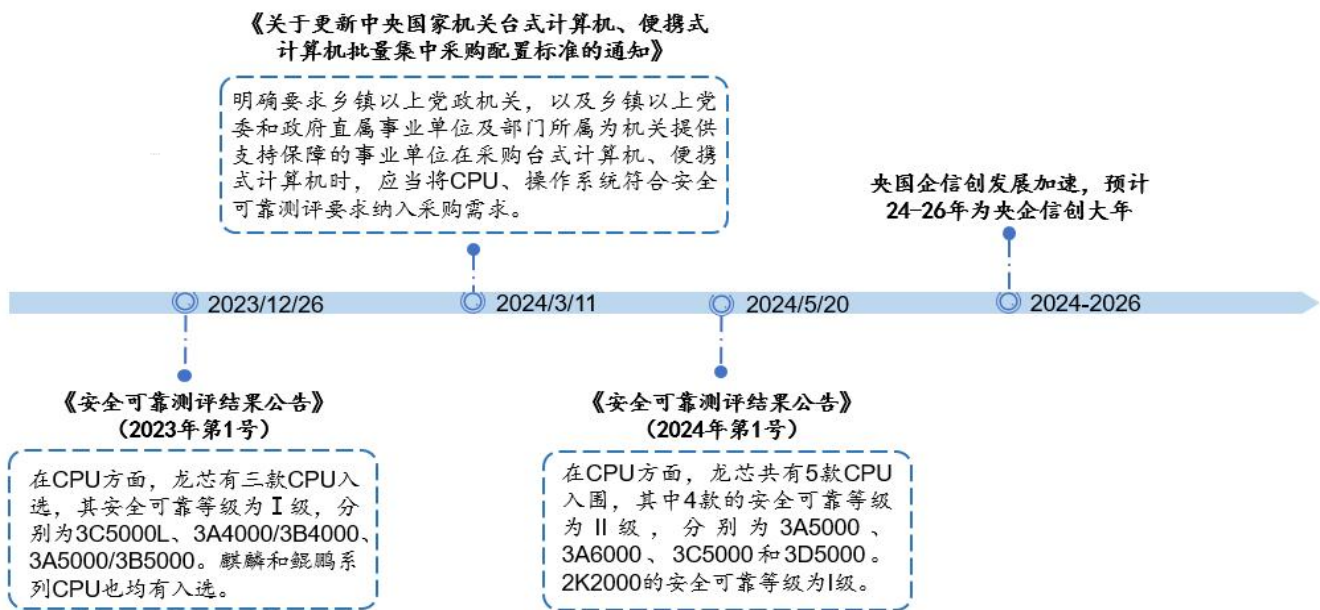 《关于更新中央国家机关台式计算机、便携式
计算机批量集中采购配置标准的通知》
明确要求乡镇以上党政机关，以及乡镇以上党
委和政府直属事业单位及部门所属为机关提供
支持保障的事业单位在采购台式计算机、便携
式计算机时，应当将CPU、操作系统符合安全
可靠测评要求纳入采购需求。
央国企信创发展加速，预计
24-26年为央企信创大年
2023/12/26
2024/3/11
2024/5/20
2024-2026
《安全可靠测评结果公告》
（2023年第1号）
在CPU方面，龙芯有三款CPU入
选，其安全可靠等级为Ⅰ级，分
别为3C5000L、3A4000/3B4000、
3A5000/3B5000。麒麟和鲲鹏系
列CPU也均有入选。
《安全可靠测评结果公告》
（2024年第1号）
在CPU方面，龙芯共有5款CPU
入围，其中4款的安全可靠等级
为II级，分别为3A5000、
3A6000、3C5000和3D5000。
2K2000的安全可靠等级为I级。